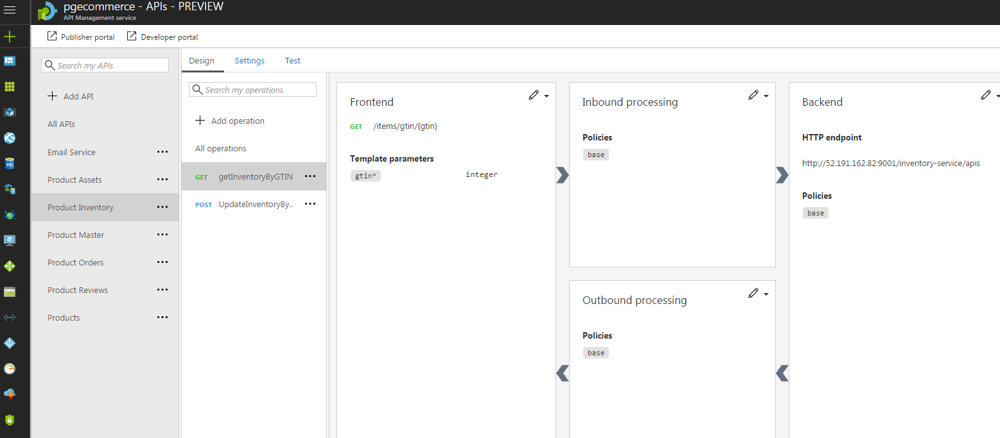 pgecommerce - APIs - PREVIEW
API Management service
Publisher portal
Developer portal
Search my APIs
Add API
All APIs
Email Service
Product Assets
Product Inventory
Product Master
Product Orders
Product Reviews
Products
Design
Settings
Test
Search my operations
Add operation
All operations
GET getInventoryByGTIN
POST UpdateInventoryBy..
Frontend
GET /items/gtin/{gtin}
Template parameters
gtin* integer
Inbound processing
Policies
base
Outbound processing
Policies
base
Backend
HTTP endpoint
http://52.191.162.82:9001/inventory-service/apis
Policies
base
SQL